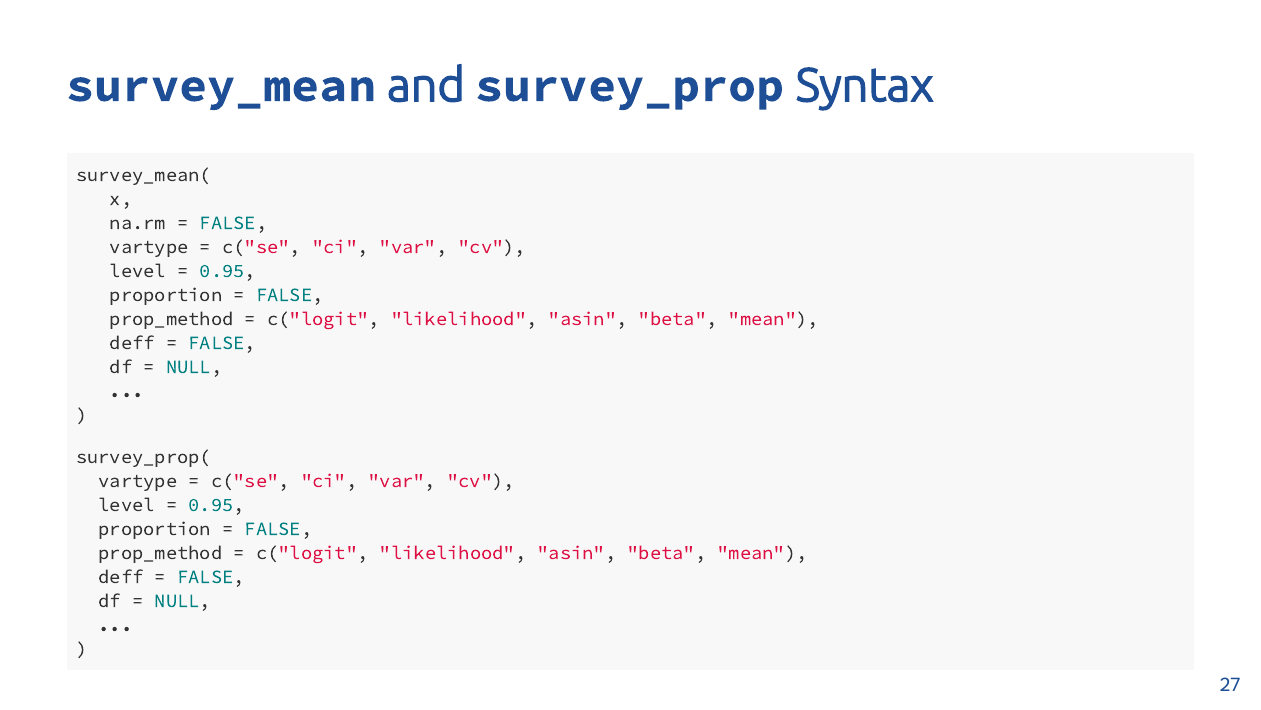 survey_mean and survey_prop Syntax
survey_mean(
   x,
   na.rm = FALSE,
   vartype = c("se", "ci", "var", "cv"),
   level = 0.95,
   proportion = FALSE,
   prop_method = c("logit", "likelihood", "asin", "beta", "mean"),
   deff = FALSE,
   df = NULL,
   ...
)
survey_prop(
  vartype = c("se", "ci", "var", "cv"),
  level = 0.95,
  proportion = FALSE,
  prop_method = c("logit", "likelihood", "asin", "beta", "mean"),
  deff = FALSE,
  df = NULL,
  ...
)
27